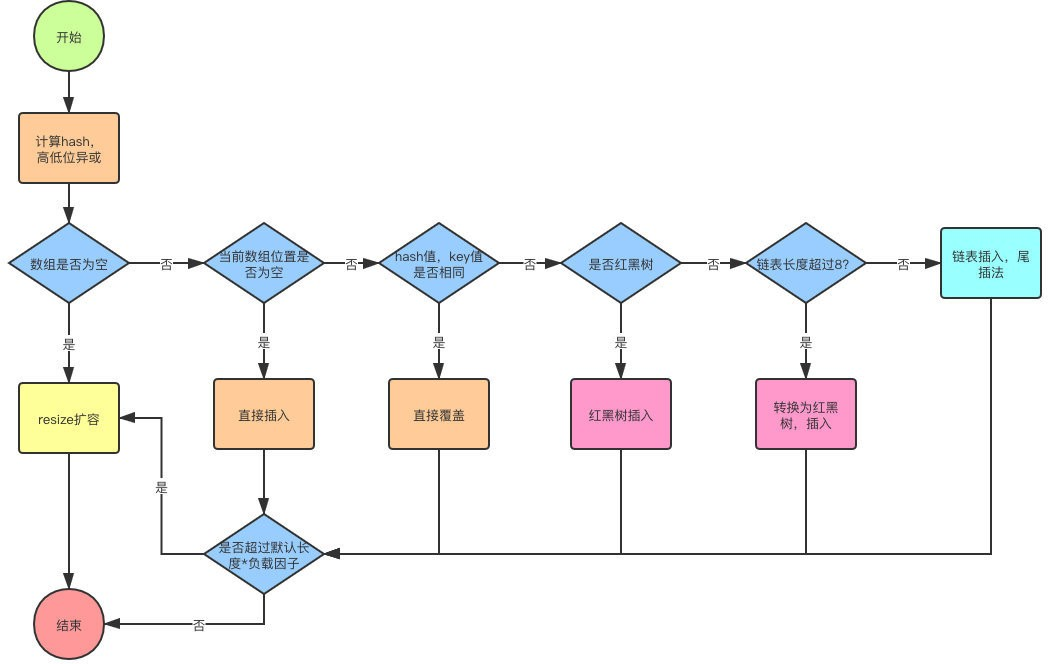 开始
计算hash，
高低位异或
数组是否为空
否
当前数组位置是
否为空
否
hash值，key值
是否相同
否
是否红黑树
否
链表长度超过8?
否
链表插入，尾
插法
是
是
是
是
是
resize扩容
直接插入
直接覆盖
红黑树插入
转换为红黑
树，插入
是
是否超过默认长
度*负载因子
否
结束